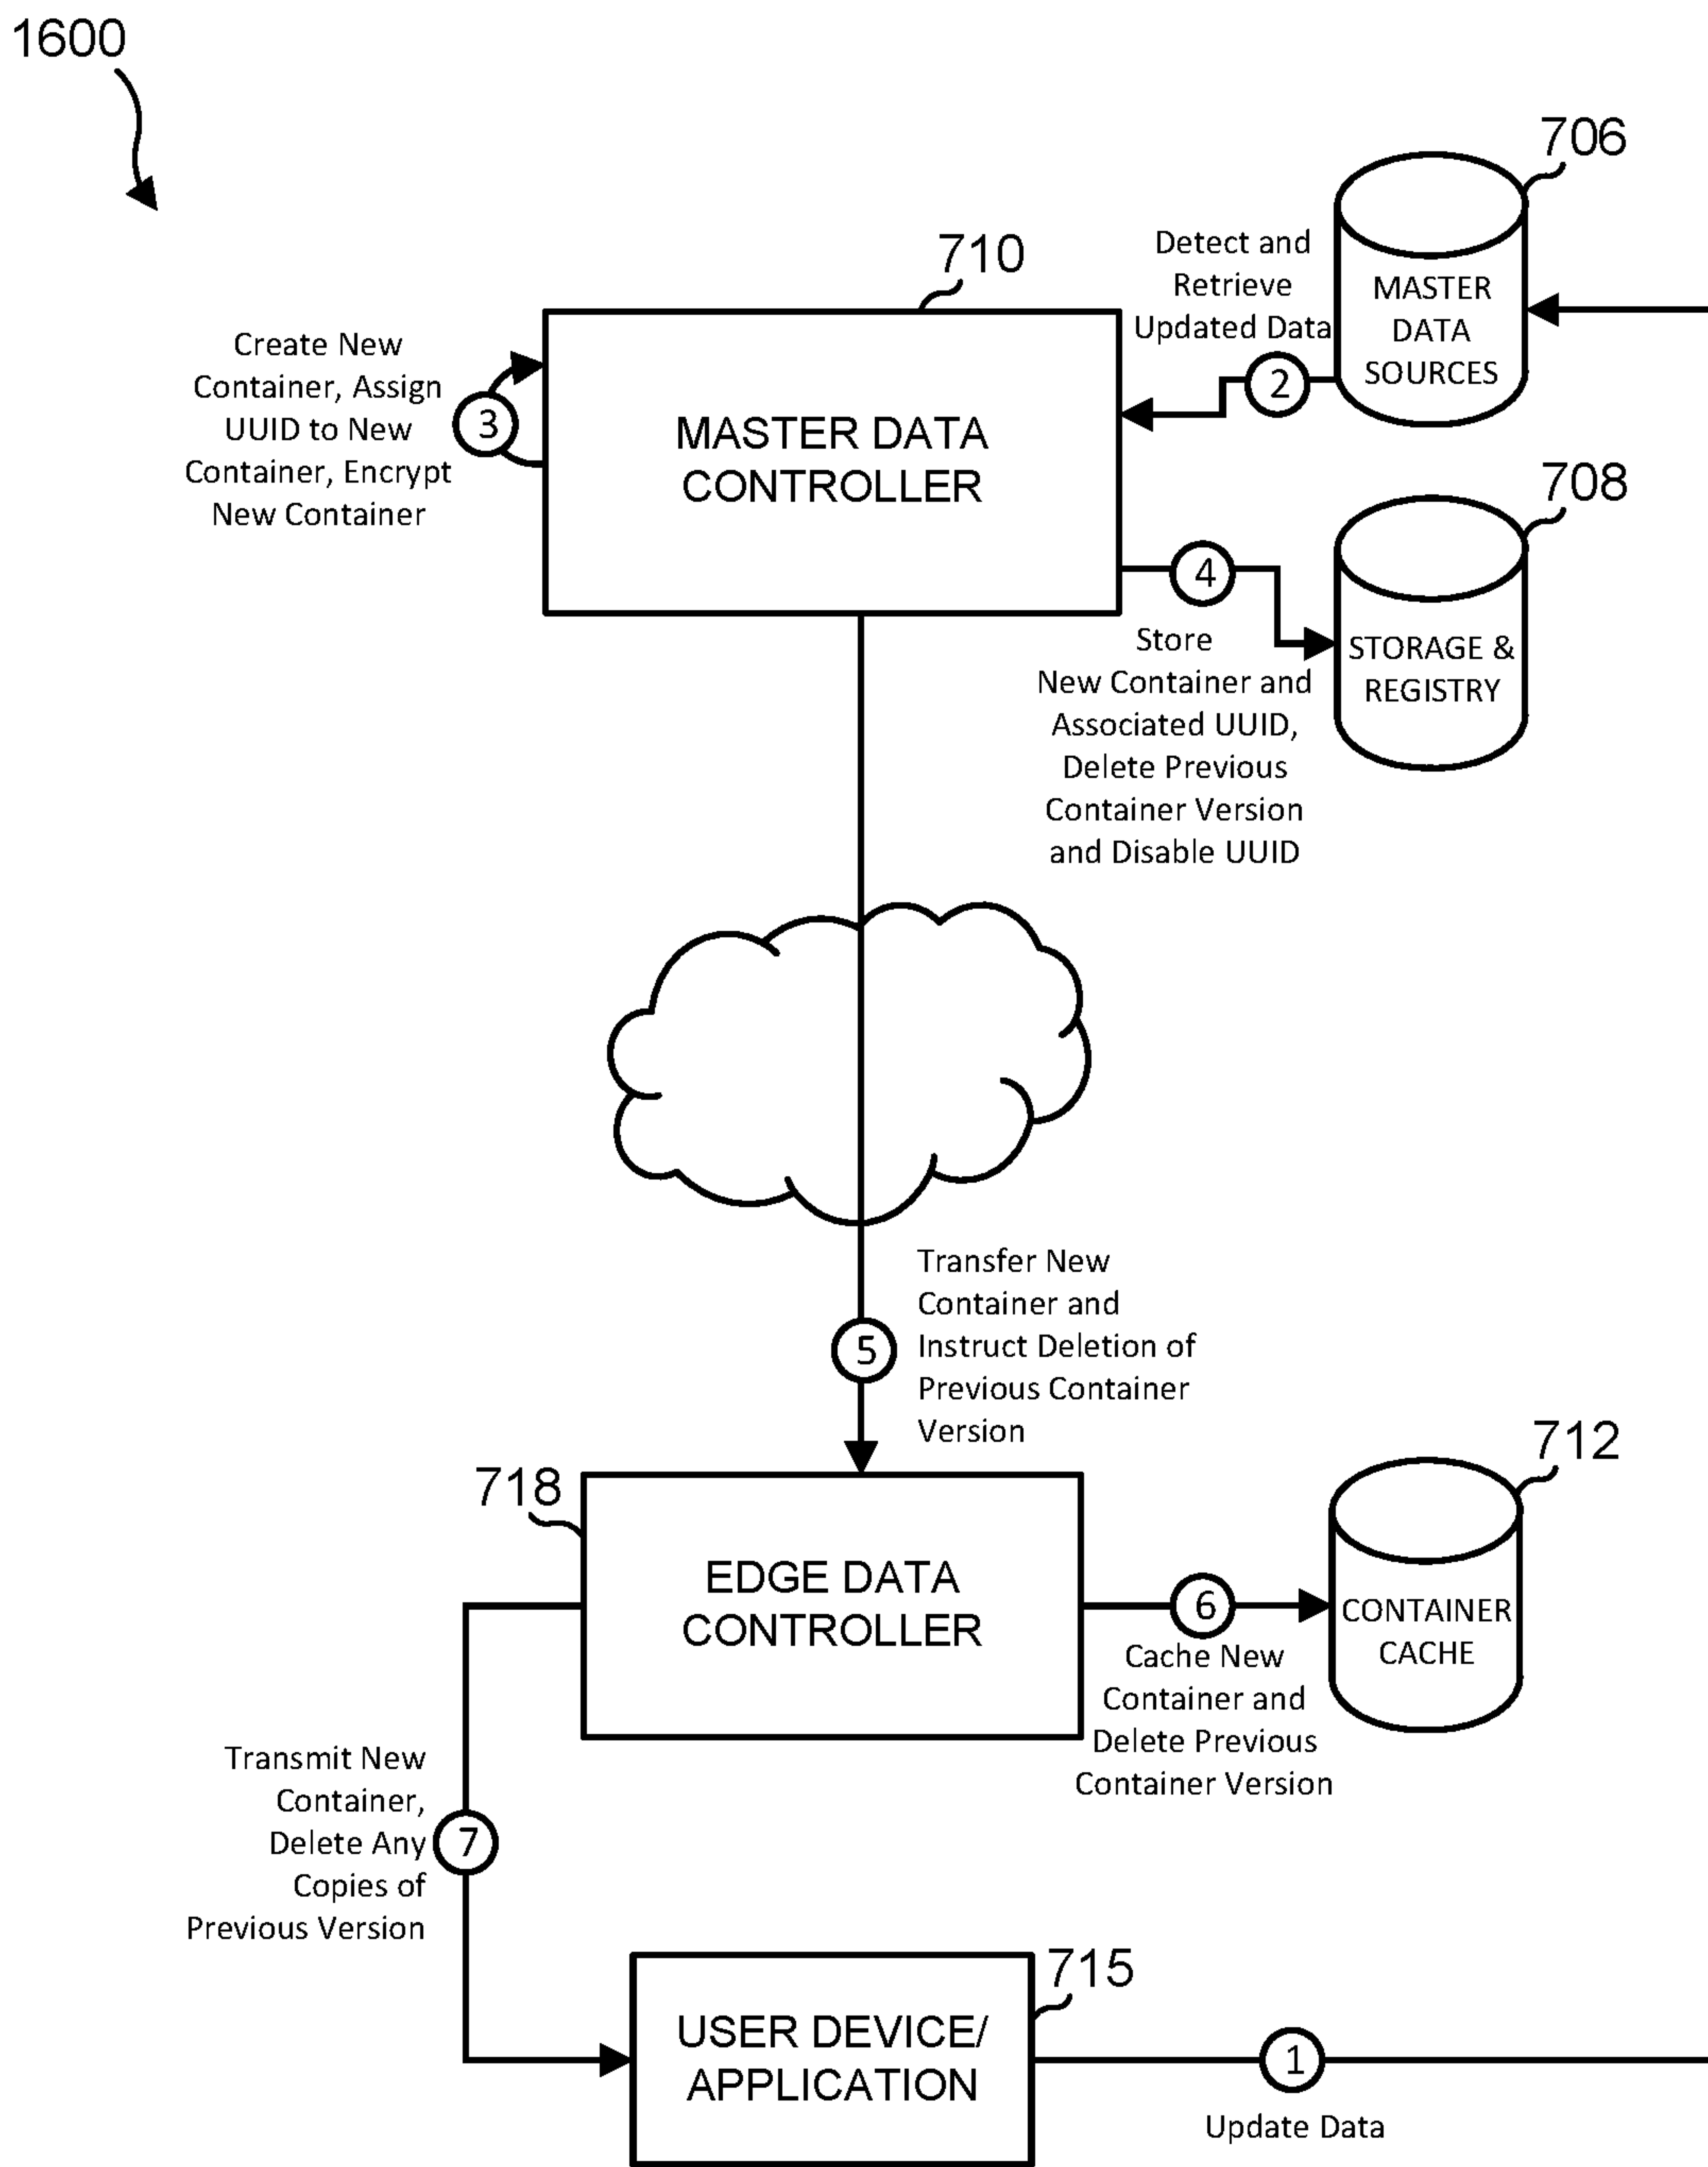 1600
706
710
Detect and
Retrieve
Updated Data
MASTER
DATA
SOURCES
2
Create New
Container, Assign
UUID to New
Container, Encrypt
New Container
3
MASTER DATA
CONTROLLER
708
4
STORAGE &
REGISTRY
Store
New Container and
Associated UUID,
Delete Previous
Container Version
and Disable UUID
Transfer New
Container and
Instruct Deletion of
Previous Container
Version
5
712
718
EDGE DATA
CONTROLLER
6
CONTAINER
CACHE
Cache New
Container and
Delete Previous
Container Version
Transmit New
Container,
Delete Any
Copies of
Previous Version
7
715
USER DEVICE/
APPLICATION
1
Update Data